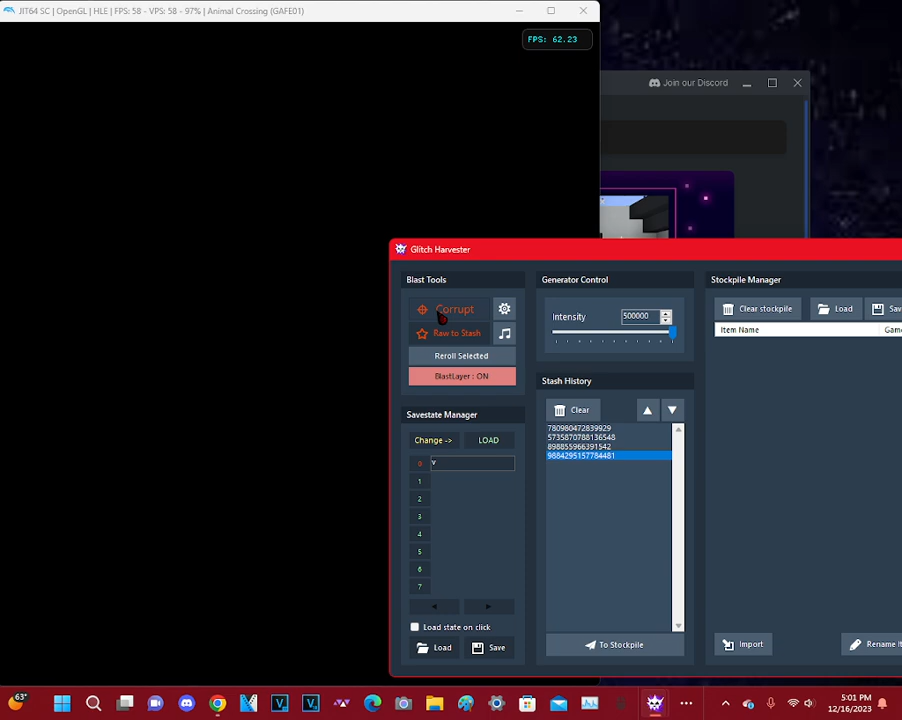 JIT64 SC | OpenGL | HLE | FPS: 58 - VPS: 58 - 97% | Animal Crossing (GAFE01)
FPS: 62.23
Join our Discord
Glitch Harvester
Blast Tools
Generator Control
Stockpile Manager
Corrupt
Raw to Stash
Reroll Selected
BlastLayer : ON
Intensity
500000
Clear stockpile
Load
Sav
Item Name
Game
Stash History
Clear
780980472839929
5735870788136548
898855966391542
9884295157784481
Savestate Manager
Change ->
LOAD
0
v
1
2
3
4
5
6
7
Load state on click
Load
Save
To Stockpile
Import
Rename It
63°
5:01 PM
12/16/2023